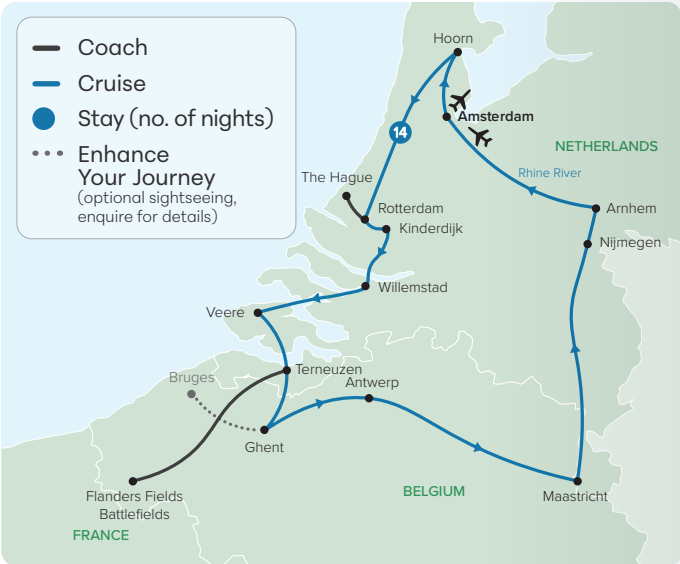 Coach
Cruise
Stay (no. of nights)
Enhance
Your Journey
(optional sightseeing,
enquire for details)
Hoorn
14
Amsterdam
NETHERLANDS
Rhine River
The Hague
Rotterdam
Arnhem
Kinderdijk
Nijmegen
Willemstad
Veere
Terneuzen
Bruges
Antwerp
Ghent
BELGIUM
Flanders Fields
Battlefields
Maastricht
FRANCE